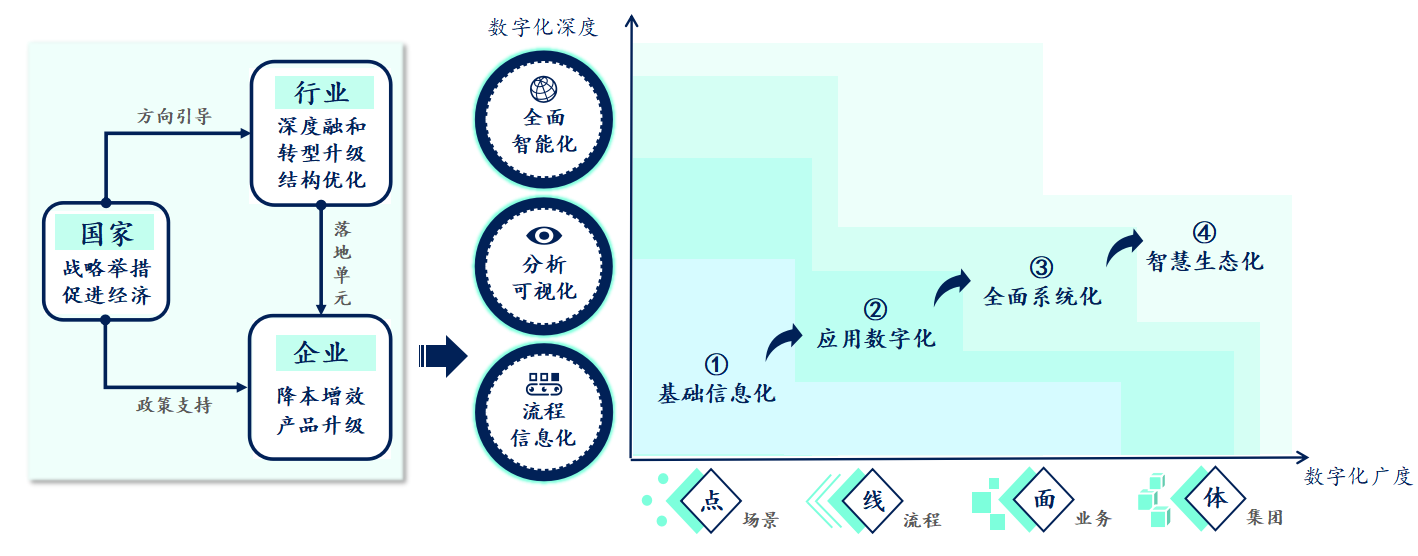 行业
深度融和
转型升级
结构优化
方向引导
国家
战略举措
促进经济
落地单元
企业
降本增效
产品升级
政策支持
数字化深度
全面
智能化
分析
可视化
流程
信息化
①
基础信息化
②
应用数字化
③
全面系统化
④
智慧生态化
数字化广度
点
场景
线
流程
面
业务
体
集团